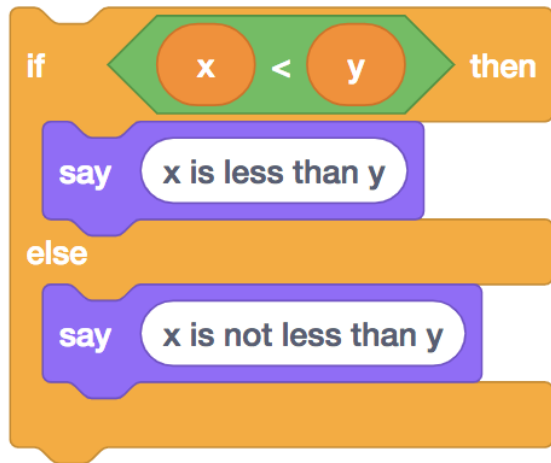 if x < y then
say x is less than y
else
say x is not less than y